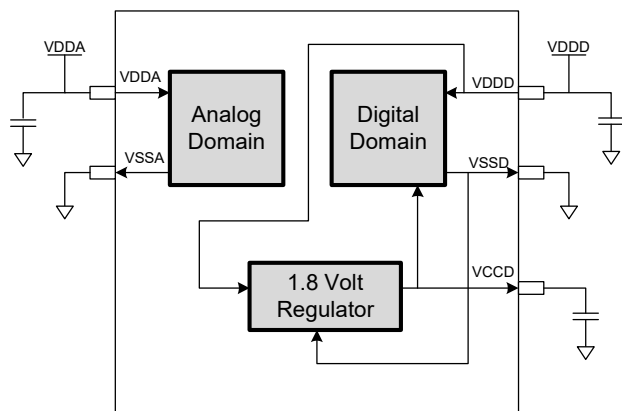 VDDA
VDDD
VDDA
VDDD
Analog
Domain
Digital
Domain
VSSA
VSSD
VCCD
1.8 Volt
Regulator